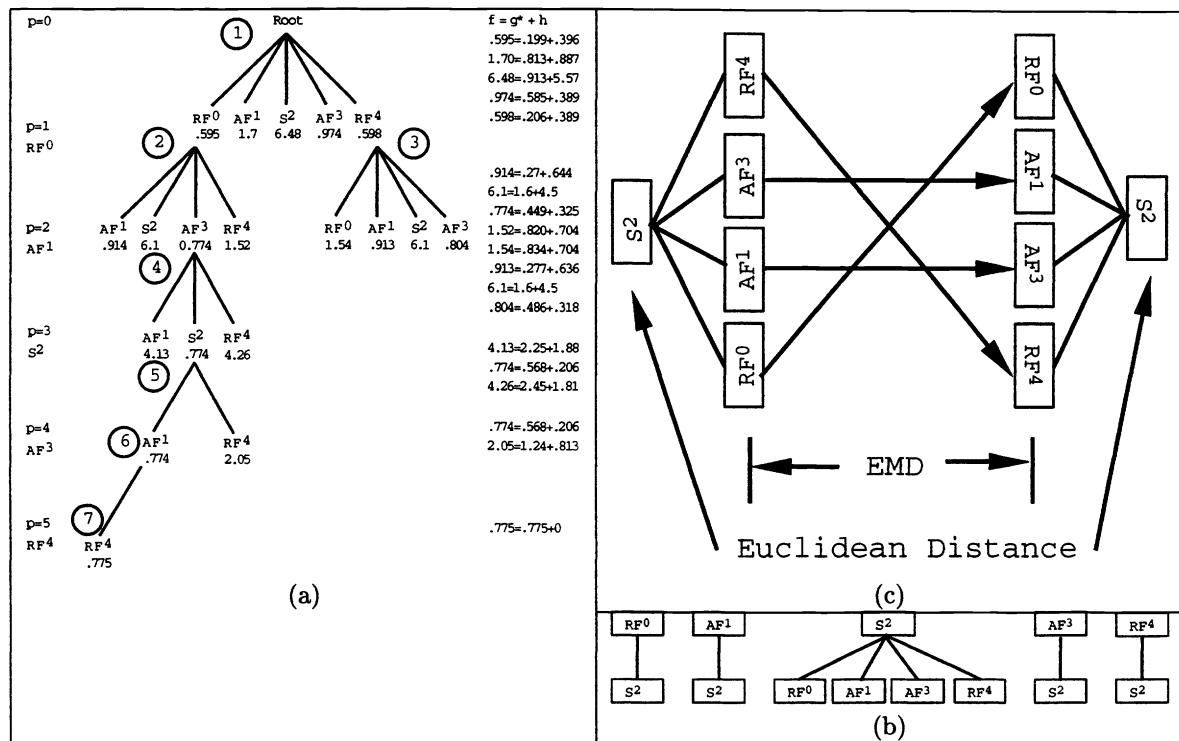 p=0
Root
f = g* + h
1
.595=.199+.396
1.70=.813+.887
6.48=.913+5.57
.974=.585+.389
.598=.206+.389
RF0 AF1 S2 AF3 RF4
.595 1.7 6.48 .974 .598
p=1
RF0
2
3
.914=.27+.644
6.1=1.6+4.5
.774=.449+.325
1.52=.820+.704
1.54=.834+.704
.913=.277+.636
6.1=1.6+4.5
.804=.486+.318
p=2
AF1
AF1 S2 AF3 RF4
.914 6.1 0.774 1.52
RF0 AF1 S2 AF3
1.54 .913 6.1 .804
4
p=3
S2
AF1 S2 RF4
4.13 .774 4.26
4.13=2.25+1.88
.774=.568+.206
4.26=2.45+1.81
5
p=4
AF3
6
AF1 RF4
.774 2.05
.774=.568+.206
2.05=1.24+.813
7
p=5
RF4
RF4
.775
.775=.775+0
(a)
RF4
AF3
AF1
RF0
S2
RF0
AF1
AF3
RF4
S2
EMD
Euclidean Distance
(c)
RF0 AF1 S2 AF3 RF4
S2 S2 RF0 AF1 AF3 RF4 S2 S2
(b)